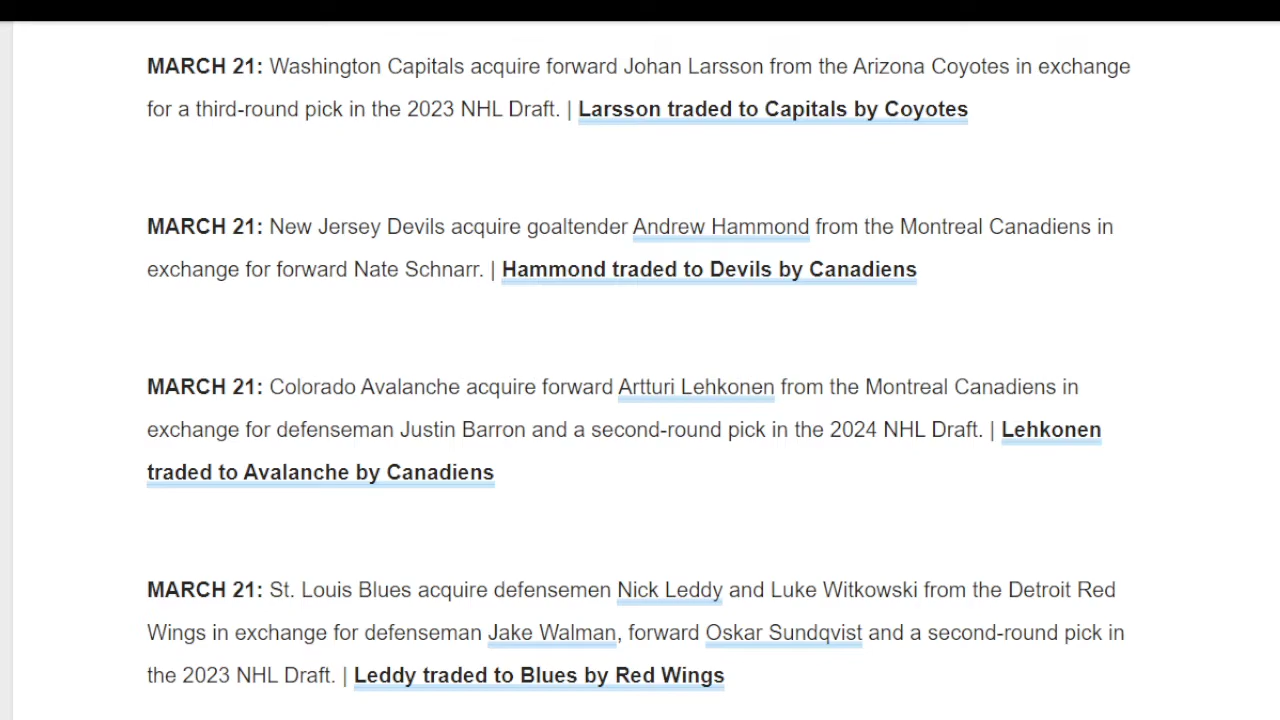 MARCH 21: Washington Capitals acquire forward Johan Larsson from the Arizona Coyotes in exchange
for a third-round pick in the 2023 NHL Draft. | Larsson traded to Capitals by Coyotes
MARCH 21: New Jersey Devils acquire goaltender Andrew Hammond from the Montreal Canadiens in
exchange for forward Nate Schnarr. | Hammond traded to Devils by Canadiens
MARCH 21: Colorado Avalanche acquire forward Artturi Lehkonen from the Montreal Canadiens in
exchange for defenseman Justin Barron and a second-round pick in the 2024 NHL Draft. | Lehkonen
traded to Avalanche by Canadiens
MARCH 21: St. Louis Blues acquire defensemen Nick Leddy and Luke Witkowski from the Detroit Red
Wings in exchange for defenseman Jake Walman, forward Oskar Sundqvist and a second-round pick in
the 2023 NHL Draft. | Leddy traded to Blues by Red Wings